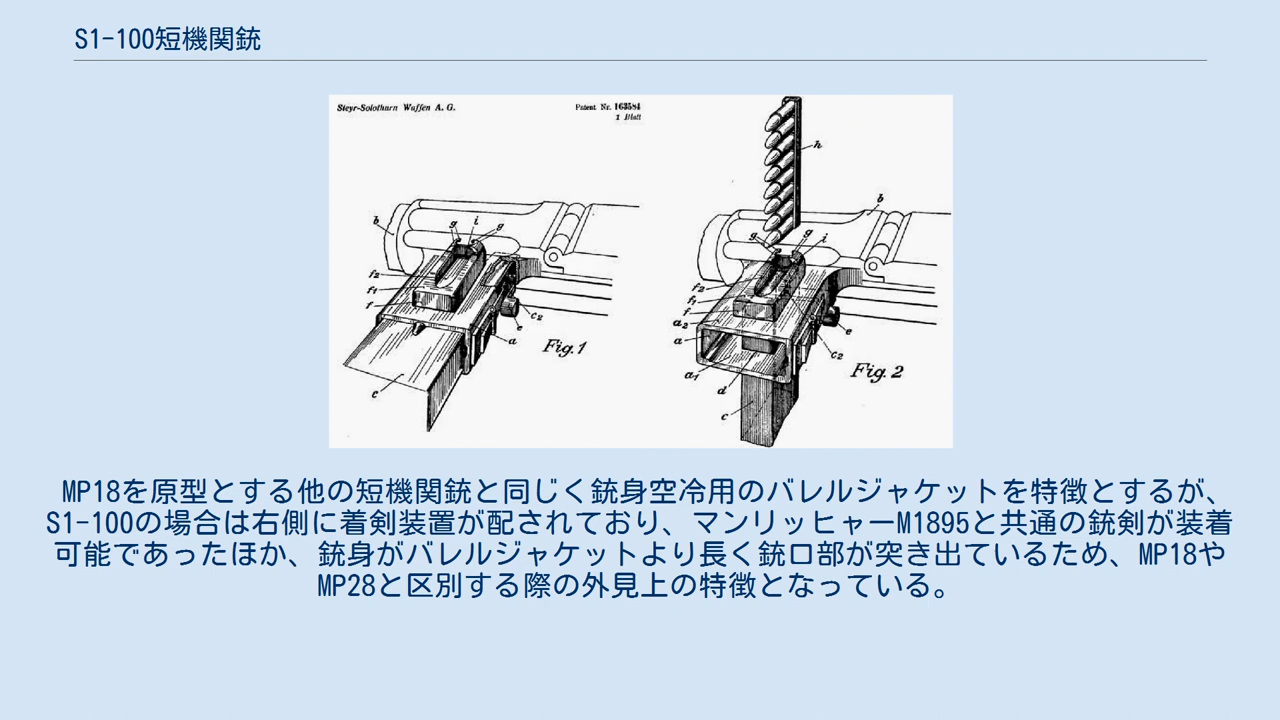 S1-100短機関銃
Steyr-Solothurn Waffen A. G.
Patent Nr. 163584
1 Blatt
h
b
g i g
f2
f1
f
c2
e
a
Fig.1
c
b
g g i
f2
f1
f
a2
a
a1
d
c
e
c2
Fig. 2
MP18を原型とする他の短機関銃と同じく銃身空冷用のバレルジャケットを特徴とするが、
S1-100の場合は右側に着剣装置が配されており、マンリッヒャーM1895と共通の銃剣が装着
可能であったほか、銃身がバレルジャケットより長く銃口部が突き出ているため、MP18や
MP28と区別する際の外見上の特徴となっている。